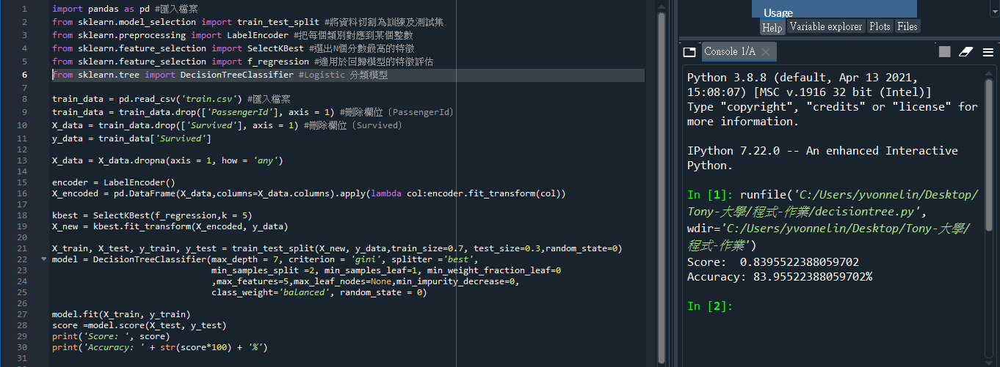 1 import pandas as pd #匯入檔案
2 from sklearn.model_selection import train_test_split #將資料切割為訓練及測試集
3 from sklearn.preprocessing import LabelEncoder #把每個類別對應到某個整數
4 from sklearn.feature_selection import SelectKBest #選出N個分數最高的特徵
5 from sklearn.feature_selection import f_regression #適用於回歸模型的特徵評估
6 from sklearn.tree import DecisionTreeClassifier #Logistic 分類模型
7
8 train_data = pd.read_csv('train.csv') #匯入檔案
9 train_data = train_data.drop(['PassengerId'], axis = 1) #刪除欄位（PassengerId）
10 X_data = train_data.drop(['Survived'], axis = 1) #刪除欄位（Survived）
11 y_data = train_data['Survived']
12
13 X_data = X_data.dropna(axis = 1, how = 'any')
14
15 encoder = LabelEncoder()
16 X_encoded = pd.DataFrame(X_data,columns=X_data.columns).apply(lambda col:encoder.fit_transform(col))
17
18 kbest = SelectKBest(f_regression,k = 5)
19 X_new = kbest.fit_transform(X_encoded, y_data)
20
21 X_train, X_test, y_train, y_test = train_test_split(X_new, y_data,train_size=0.7, test_size=0.3,random_state=0)
22 model = DecisionTreeClassifier(max_depth = 7, criterion = 'gini', splitter ='best',
23 min_samples_split =2, min_samples_leaf=1, min_weight_fraction_leaf=0
24 ,max_features=5,max_leaf_nodes=None,min_impurity_decrease=0,
25 class_weight='balanced', random_state = 0)
26
27 model.fit(X_train, y_train)
28 score =model.score(X_test, y_test)
29 print('Score: ', score)
30 print('Accuracy: ' + str(score*100) + '%')
31
Usage
Help Variable explorer Plots Files
Console 1/A
Python 3.8.8 (default, Apr 13 2021,
15:08:07) [MSC v.1916 32 bit (Intel)]
Type "copyright", "credits" or "license" for
more information.
IPython 7.22.0 -- An enhanced Interactive
Python.
In [1]: runfile('C:/Users/yvonnelin/Desktop/
Tony-大學/程式-作業/decisiontree.py',
wdir='C:/Users/yvonnelin/Desktop/Tony-大學/
程式-作業')
Score:  0.8395522388059702
Accuracy: 83.95522388059702%
In [2]: